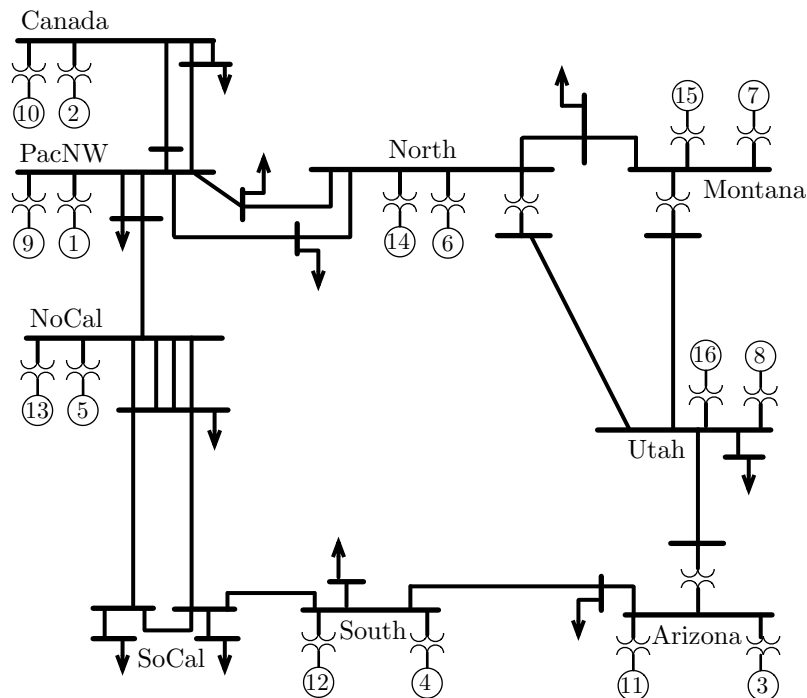 Canada
10 2
PacNW
9 1
North
14 6
15 7
Montana
NoCal
13 5
16 8
Utah
SoCal
South
12 4
Arizona
11 3